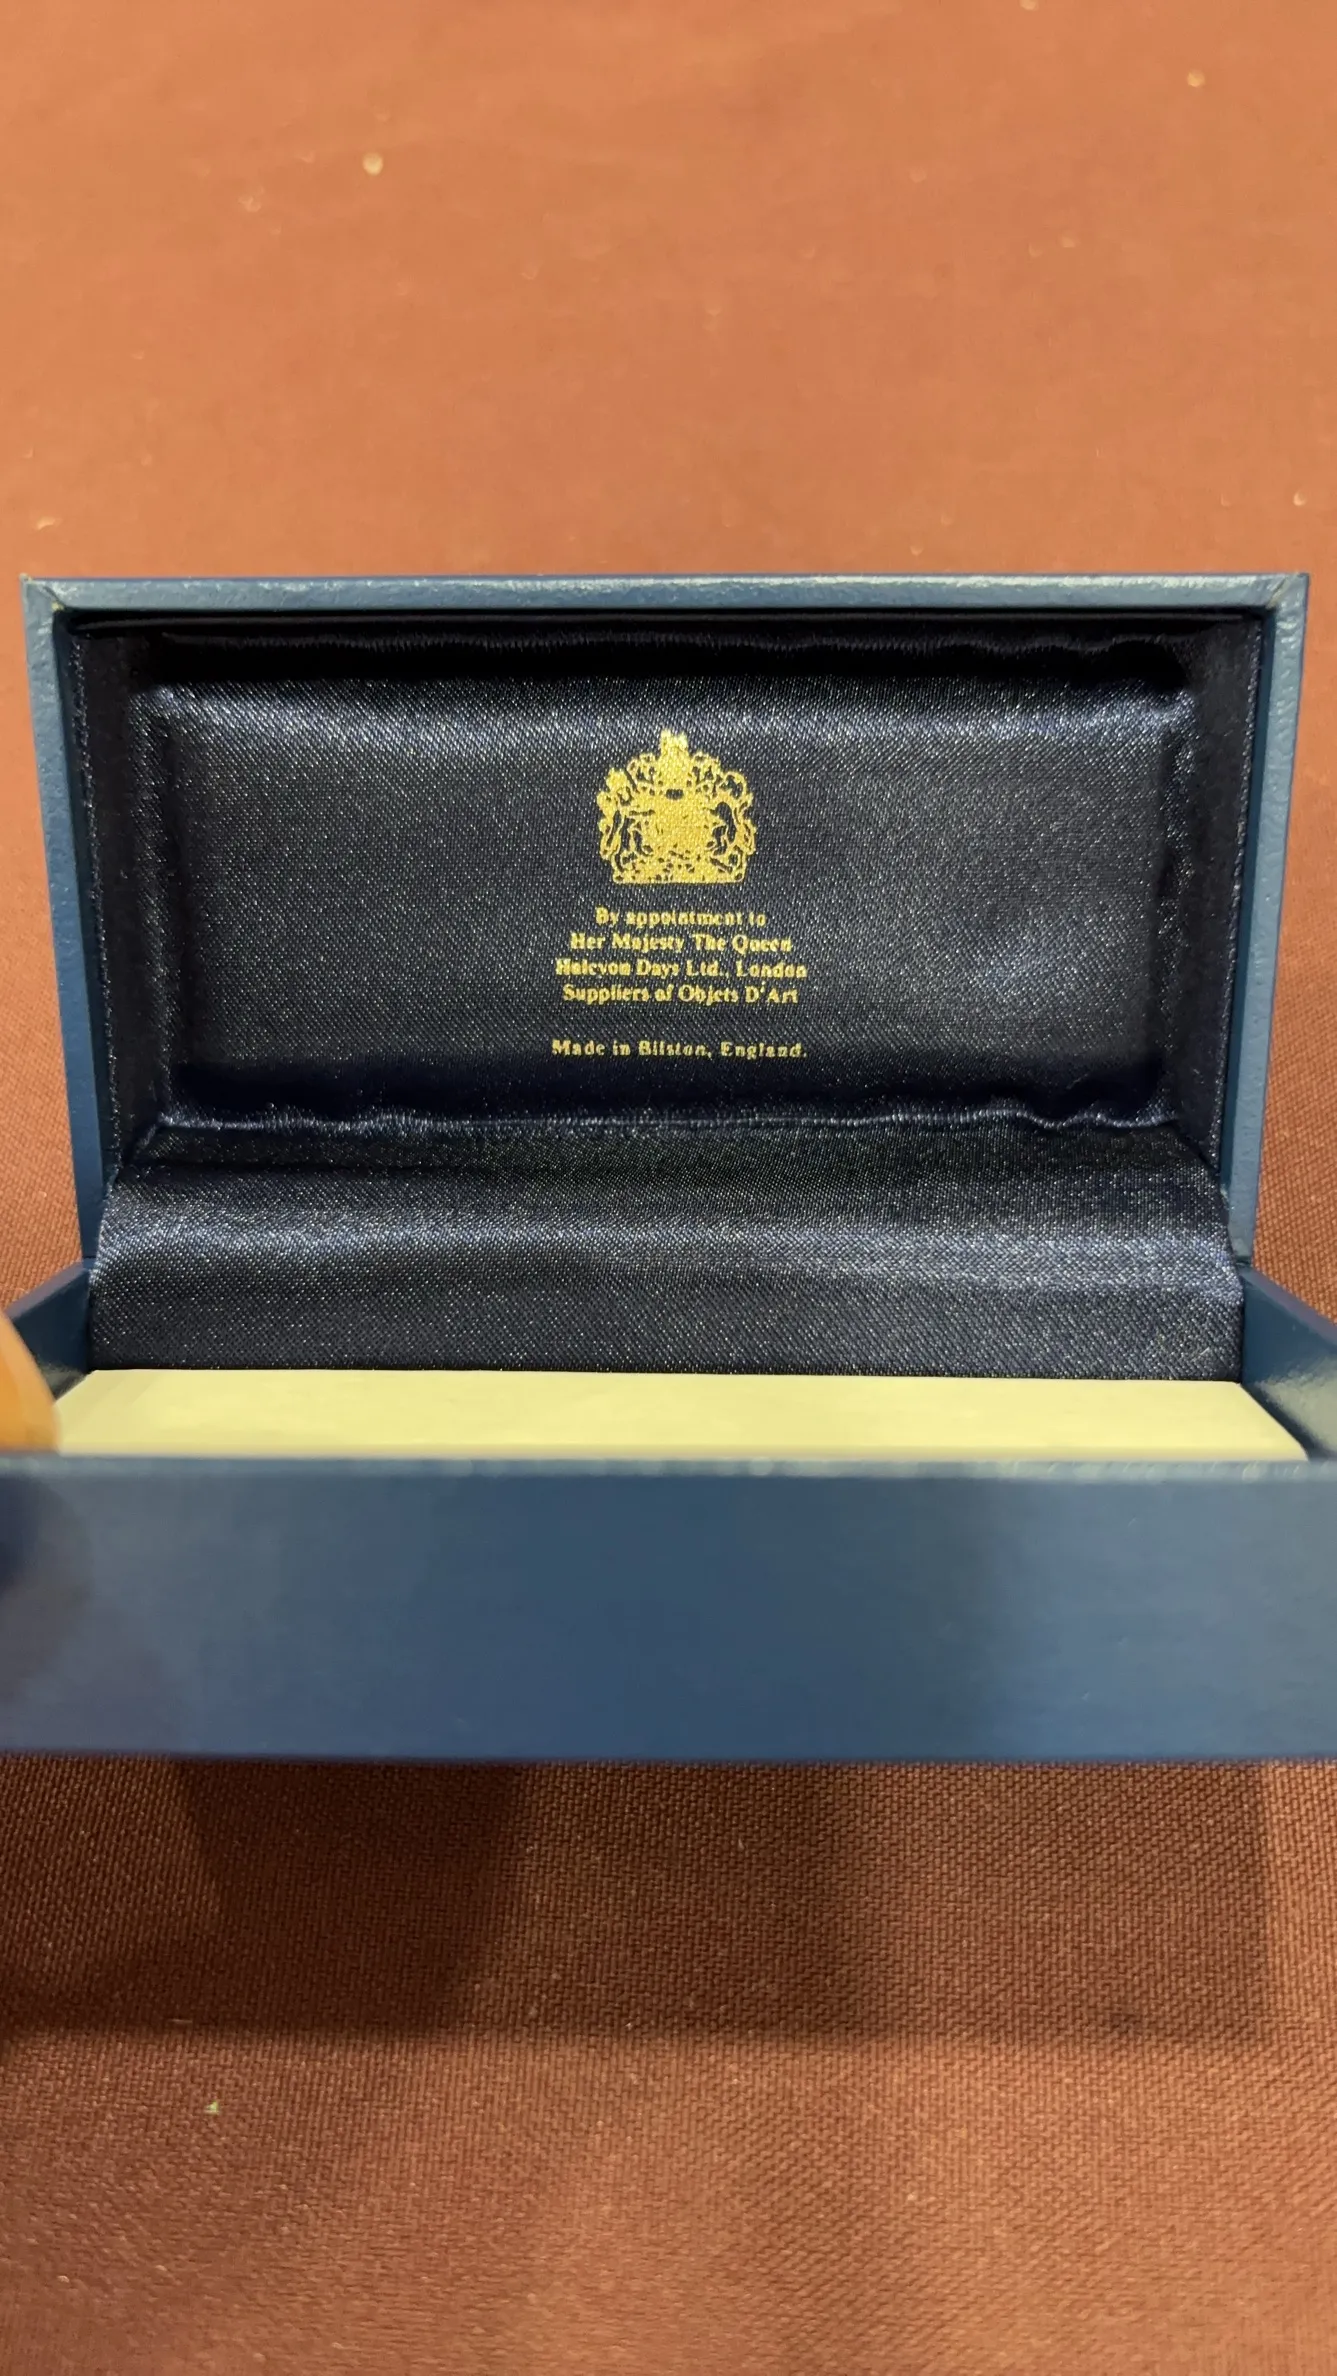 By appointment to
Her Majesty The Queen
Halcyon Days Ltd., London
Suppliers of Objets D'Art
Made in Bilston, England.